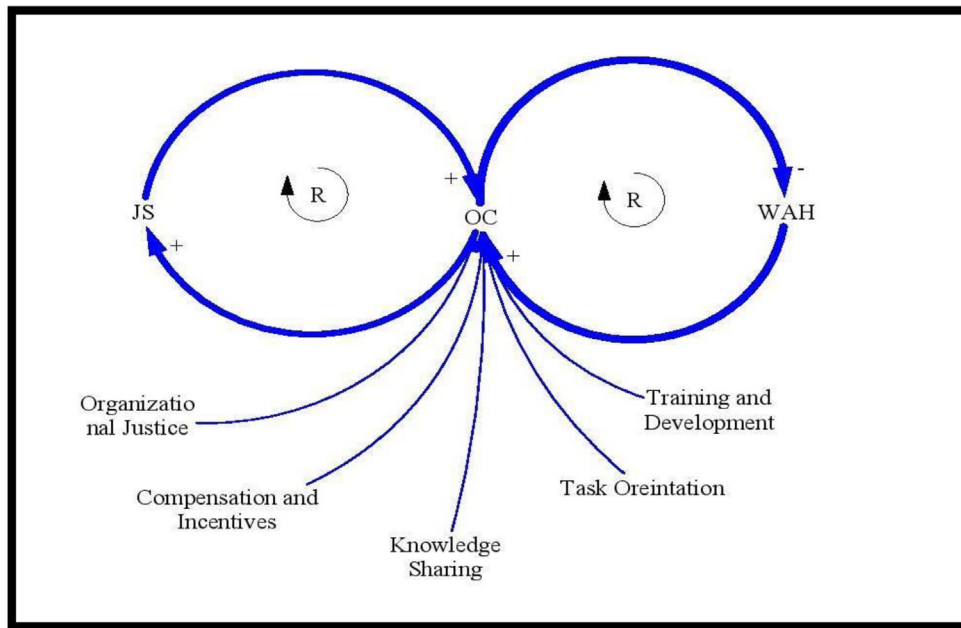 +
-
R
R
JS
OC
WAH
+
+
Organizatio
nal Justice
Training and
Development
Compensation and
Incentives
Task Oreintation
Knowledge
Sharing